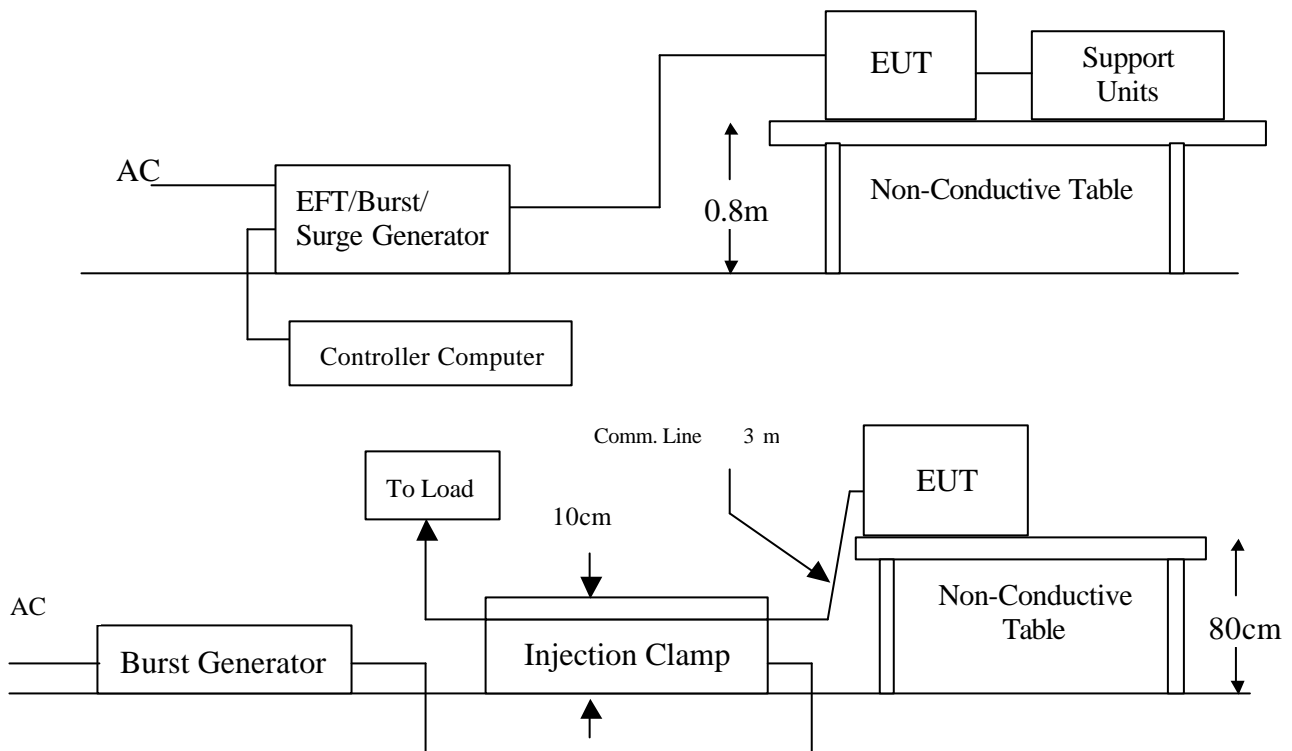 EUT
Support
Units
AC
EFT/Burst/
Surge Generator
0.8m
Non-Conductive Table
Controller Computer
Comm. Line 3 m
To Load
10cm
EUT
AC
Burst Generator
Injection Clamp
Non-Conductive
Table
80cm